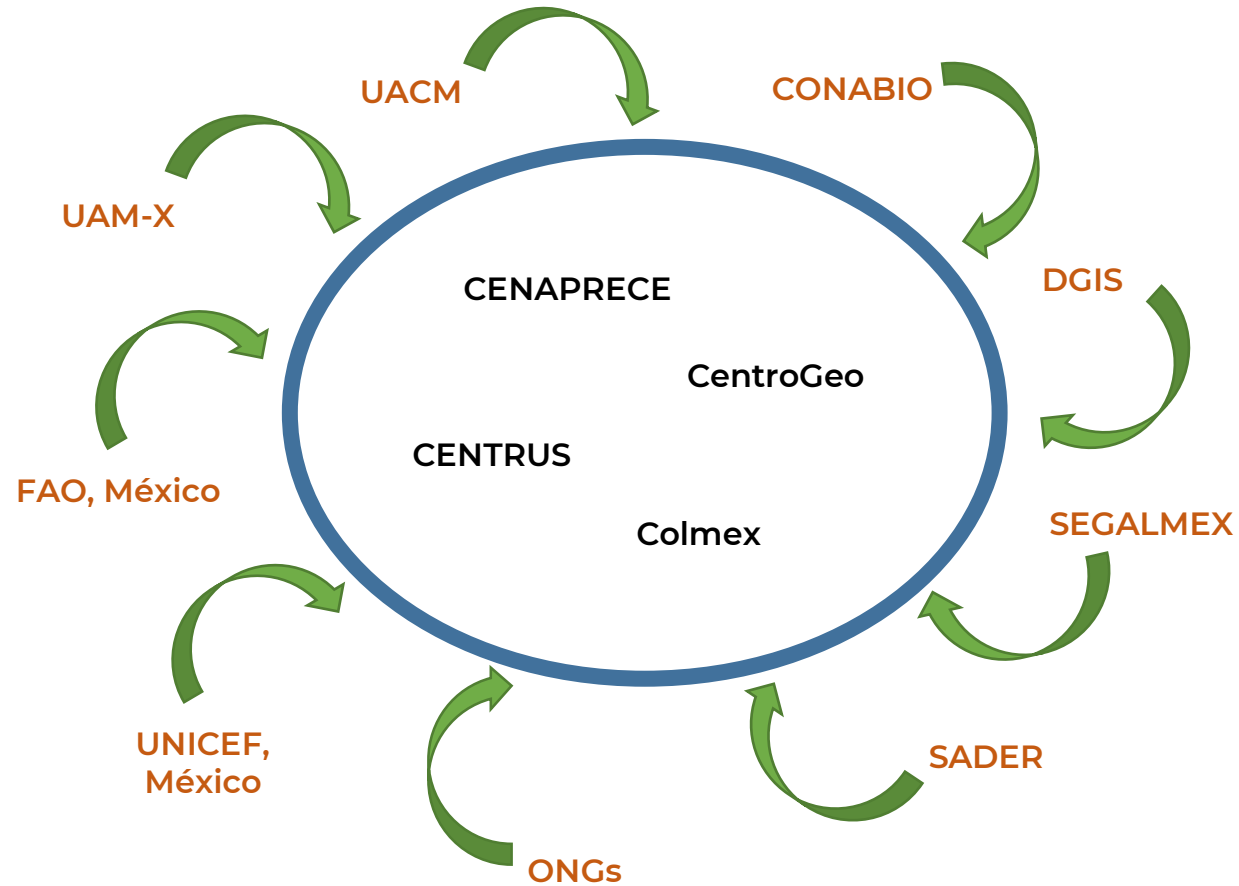 UACM
CONABIO
UAM-X
DGIS
CENAPRECE
CentroGeo
CENTRUS
FAO, México
SEGALMEX
Colmex
UNICEF,
México
SADER
ONGs